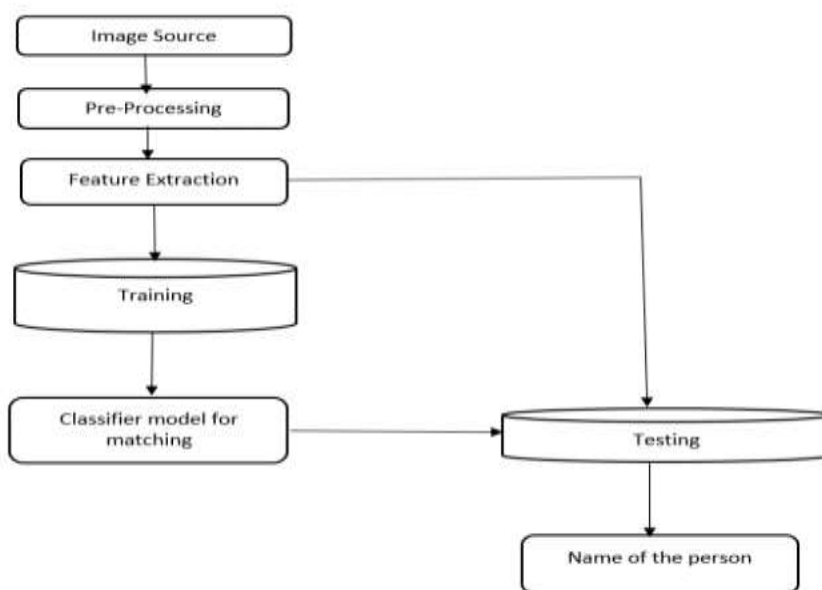 Image Source
Pre-Processing
Feature Extraction
Training
Classifier model for
matching
Testing
Name of the person